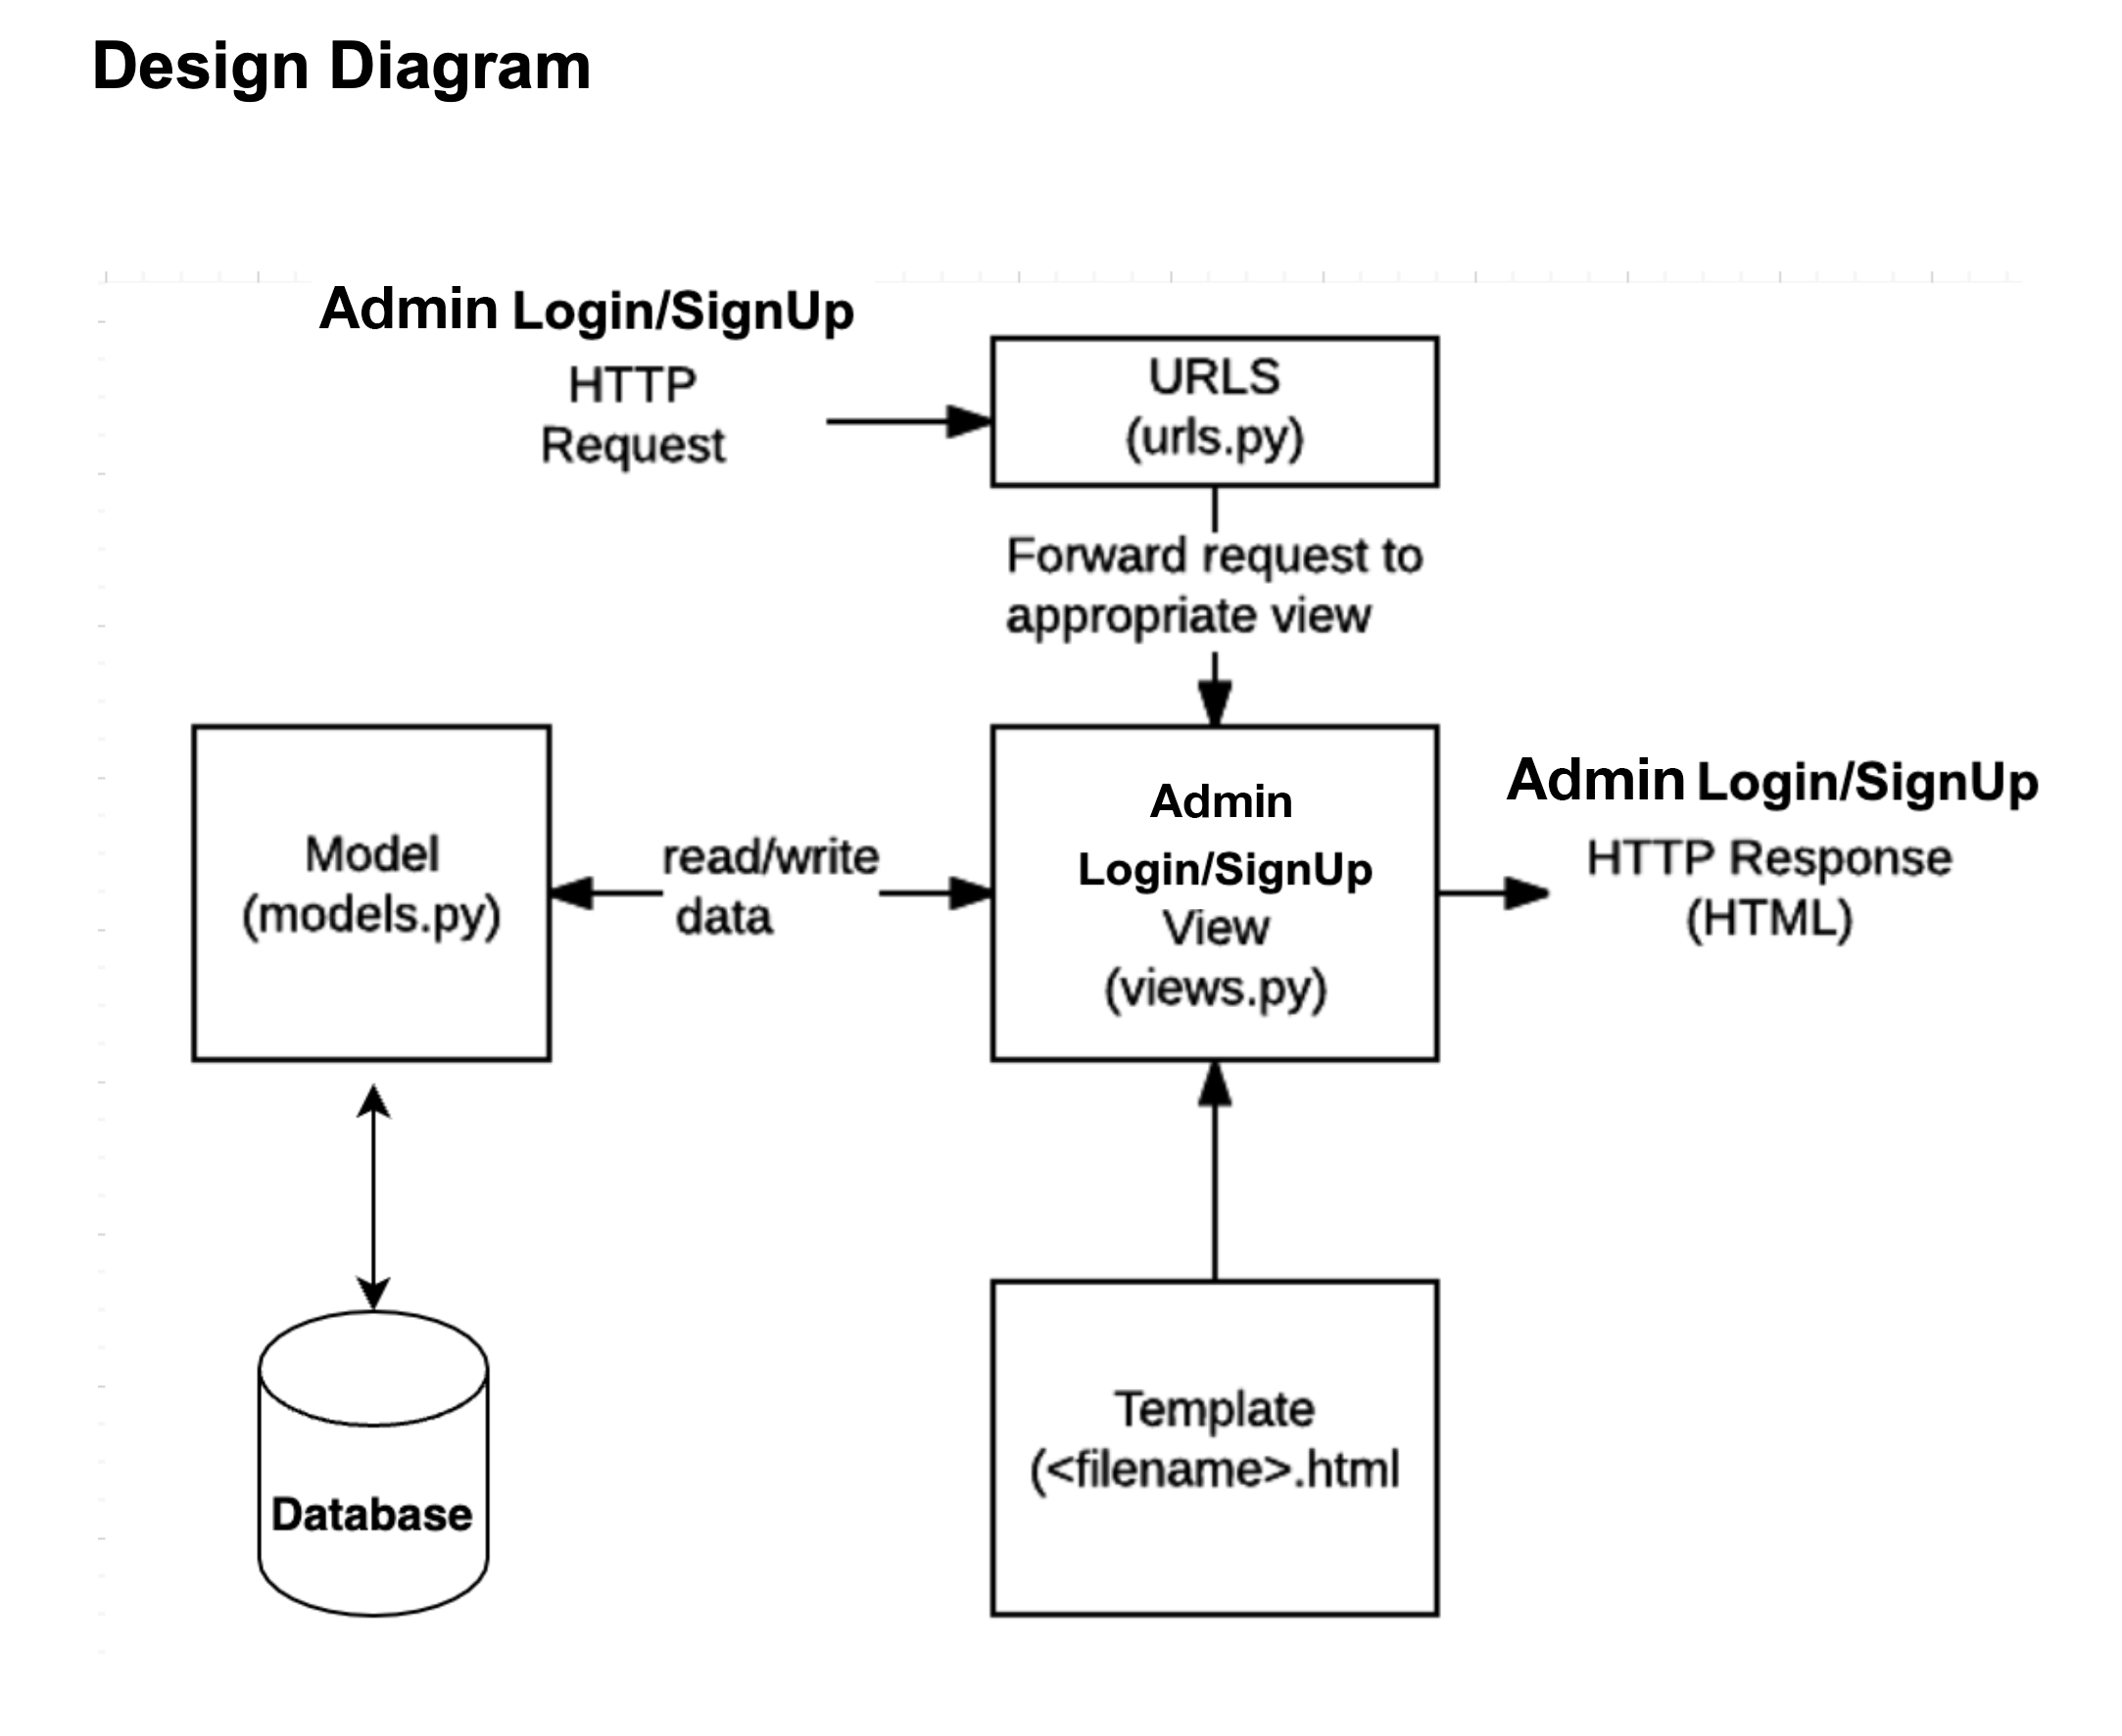 Design Diagram
Admin Login/SignUp
HTTP
Request
URLS
(urls.py)
Forward request to
appropriate view
Model
(models.py)
read/write
data
Admin
Login/SignUp
View
(views.py)
Admin Login/SignUp
HTTP Response
(HTML)
Database
Template
(<filename>.html